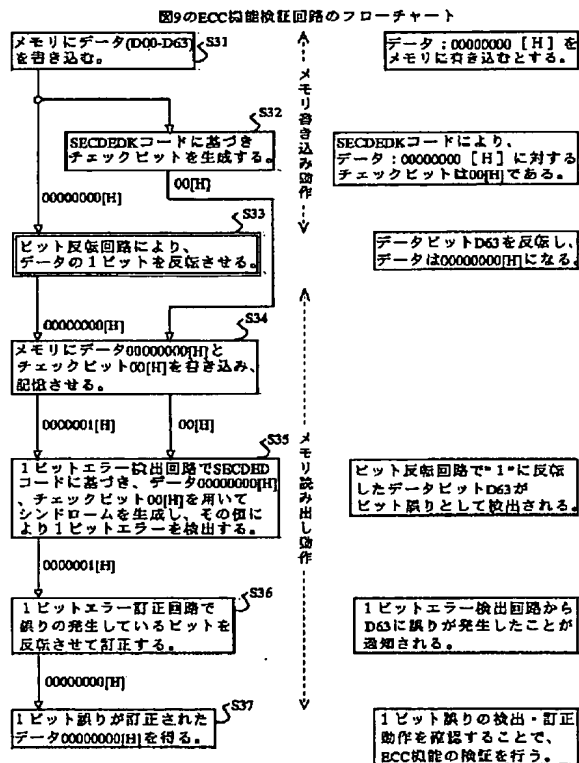 図9のECC機能検証回路のフローチャート
メモリにデータ(D00-D63)
を書き込む。
S31
データ：00000000 [H] を
メモリに書き込むとする。
メモリ書き込み動作
S32
SECDEDKコードに基づき
チェックビットを生成する。
SECDEDKコードにより、
データ：00000000 [H] に対する
チェックビットは00[H]である。
00000000[H]
00[H]
S33
ビット反転回路により、
データの１ビットを反転させる。
データビットD63を反転し、
データは00000000[H]になる。
00000000[H]
S34
メモリにデータ00000000[H]と
チェックビット00[H]を書き込み、
記憶させる。
0000001[H]
00[H]
メモリ読み出し動作
S35
１ビットエラー検出回路でSECDED
コードに基づき、データ00000000[H]
、チェックビット00[H]を用いて
シンドロームを生成し、その値に
より１ビットエラーを検出する。
ビット反転回路で"1"に反転
したデータビットD63が
ビット誤りとして検出される。
0000001[H]
S36
１ビットエラー訂正回路で
誤りの発生しているビットを
反転させて訂正する。
１ビットエラー検出回路から
D63に誤りが発生したことが
通知される。
00000000[H]
S37
１ビット誤りが訂正された
データ00000000[H]を得る。
１ビット誤りの検出・訂正
動作を確認することで、
ECC機能の検証を行う。